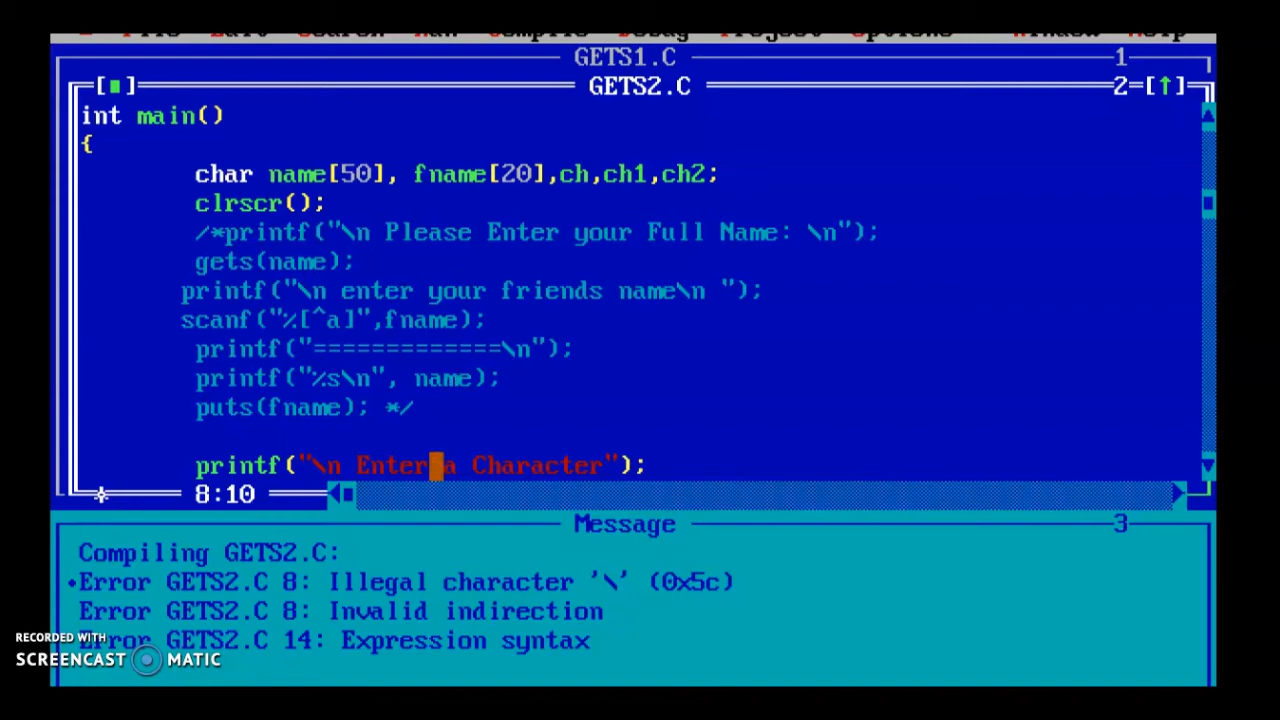 GETS1.C 1
[■] GETS2.C 2=[↑]
int main()
{
char name[50], fname[20],ch,ch1,ch2;
clrscr();
/*printf("\n Please Enter your Full Name: \n");
gets(name);
printf("\n enter your friends name\n ");
scanf("%[^a]",fname);
printf("=============\n");
printf("%s\n", name);
puts(fname); */
printf("\n Enter a Character");
8:10
Message 3
Compiling GETS2.C:
•Error GETS2.C 8: Illegal character '\' (0x5c)
Error GETS2.C 8: Invalid indirection
Error GETS2.C 14: Expression syntax
RECORDED WITH
SCREENCAST MATIC